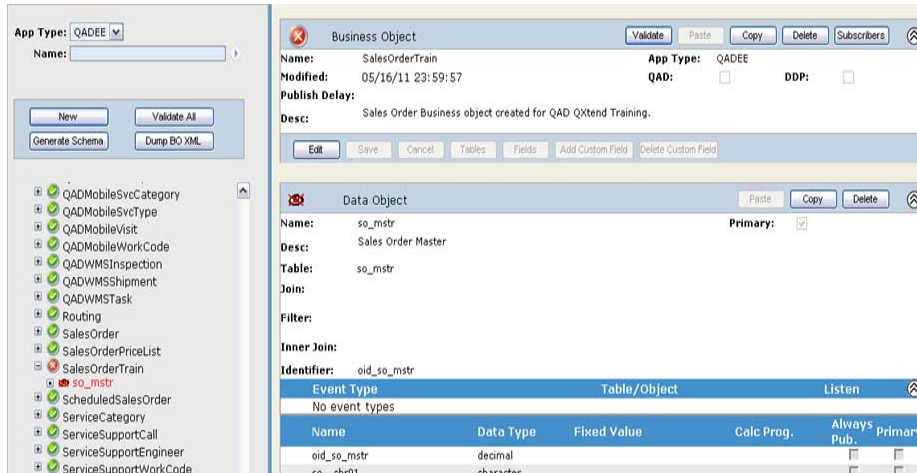 App Type: QADEE
Name:
New Validate All
Generate Schema Dump BO XML
QADMobileSvcCategory
QADMobileSvcType
QADMobileVisit
QADMobileWorkCode
QADWMSInspection
QADWMSShipment
QADWMSTask
Routing
SalesOrder
SalesOrderPriceList
SalesOrderTrain
so_mstr
ScheduledSalesOrder
ServiceCategory
ServiceSupportCall
ServiceSupportEngineer
ServiceSupportWorkCode
Business Object Validate Paste Copy Delete Subscribers
Name: SalesOrderTrain App Type: QADEE
Modified: 05/16/11 23:59:57 QAD: DDP:
Publish Delay:
Desc: Sales Order Business object created for QAD QXtend Training.
Edit Save Cancel Tables Fields Add Custom Field Delete Custom Field
Data Object Paste Copy Delete
Name: so_mstr Primary:
Desc: Sales Order Master
Table: so_mstr
Join:
Filter:
Inner Join:
Identifier: oid_so_mstr
Event Type Table/Object Listen
No event types
Name Data Type Fixed Value Calc Prog. Always Pub. Primary
oid_so_mstr decimal
so__chr01 character